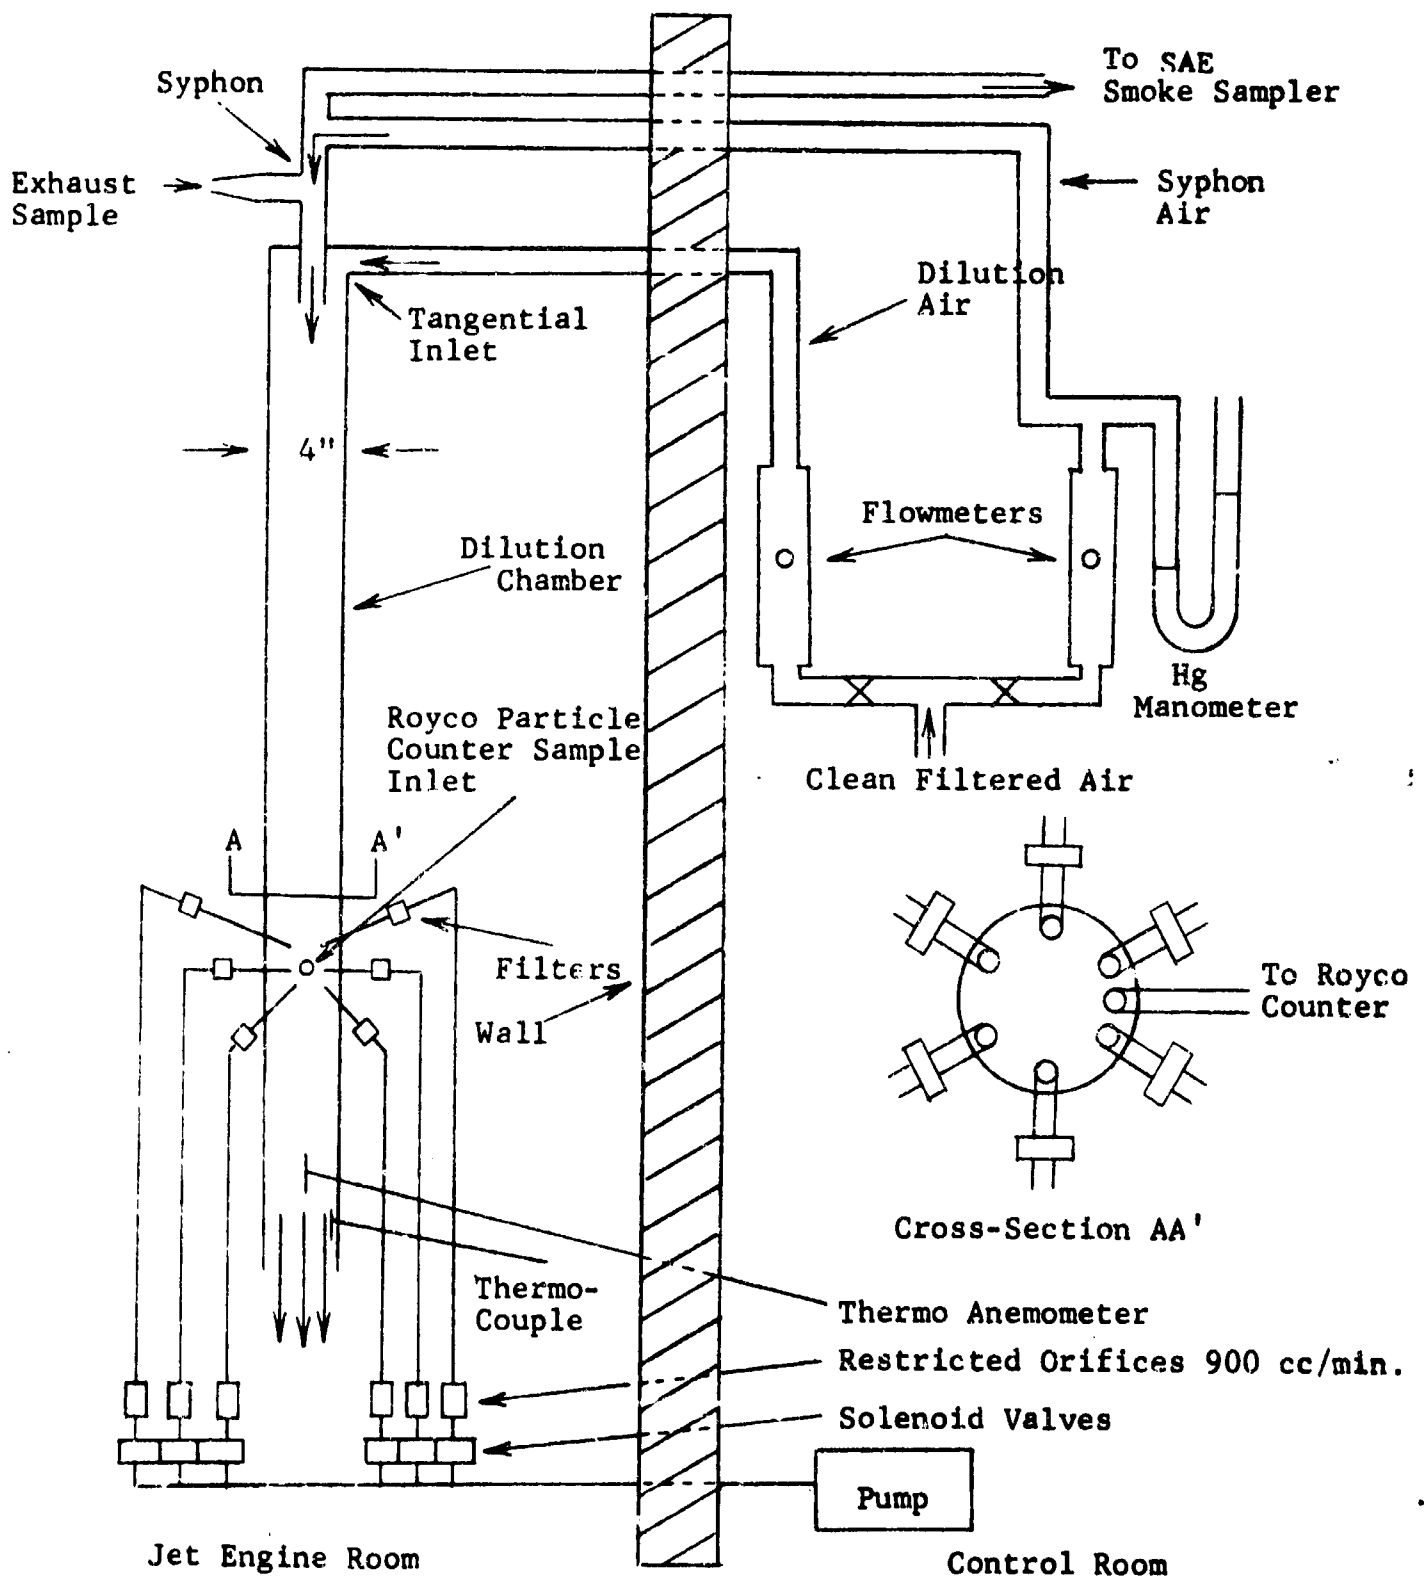 Syphon
To SAE
Smoke Sampler
Exhaust
Sample
Syphon
Air
Dilution
Air
Tangential
Inlet
4"
Flowmeters
Dilution
Chamber
Hg
Manometer
Royco Particle
Counter Sample
Inlet
Clean Filtered Air
A
A'
Filters
Wall
To Royco
Counter
Cross-Section AA'
Thermo-
Couple
Thermo Anemometer
Restricted Orifices 900 cc/min.
Solenoid Valves
Pump
Jet Engine Room
Control Room